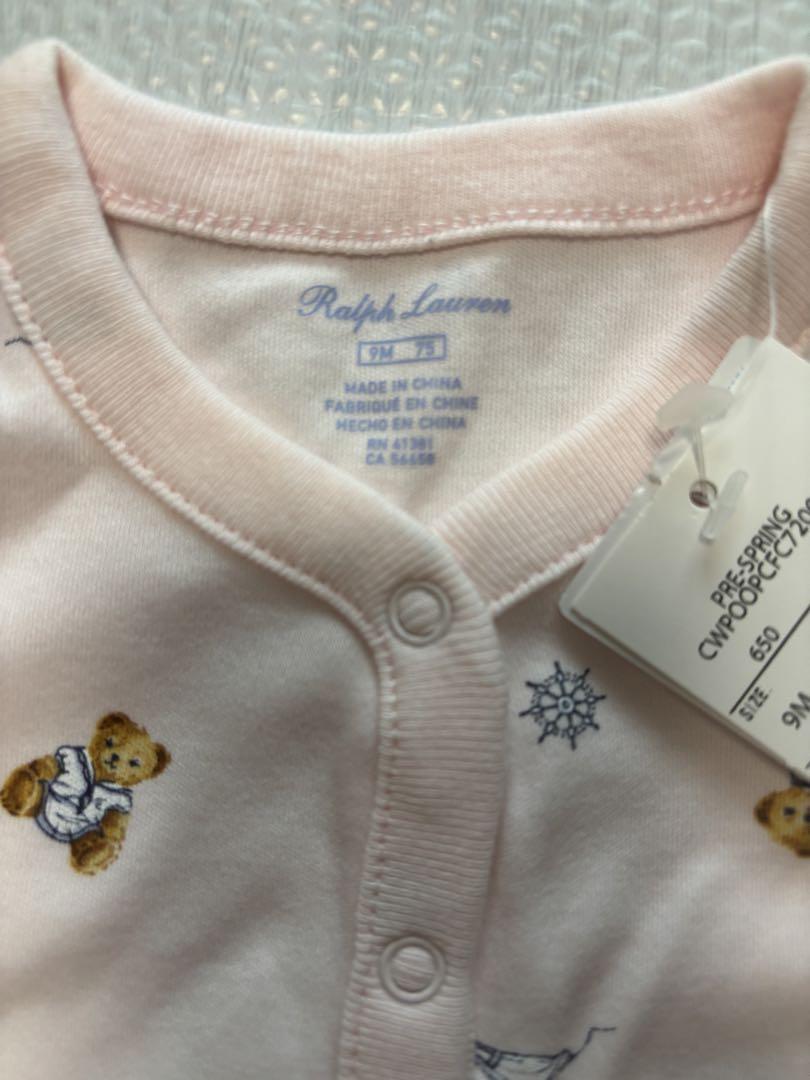 Ralph Lauren
9M 75
MADE IN CHINA
FABRIQUÉ EN CHINE
HECHO EN CHINA
RN 41381
CA 56658
PRE-SPRING
650
SIZE
9M